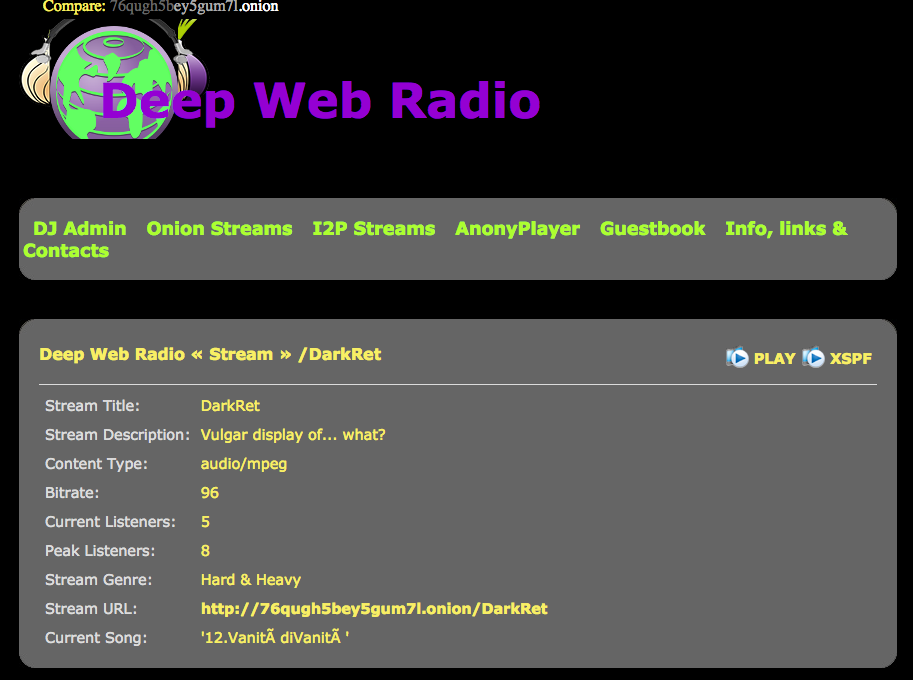 Compare: 76qugh5bey5gum7l.onion
Deep Web Radio
DJ Admin Onion Streams I2P Streams AnonyPlayer Guestbook Info, links &
Contacts
Deep Web Radio « Stream » /DarkRet PLAY XSPF
Stream Title: DarkRet
Stream Description: Vulgar display of... what?
Content Type: audio/mpeg
Bitrate: 96
Current Listeners: 5
Peak Listeners: 8
Stream Genre: Hard & Heavy
Stream URL: http://76qugh5bey5gum7l.onion/DarkRet
Current Song: '12.VanitÃ diVanitÃ '